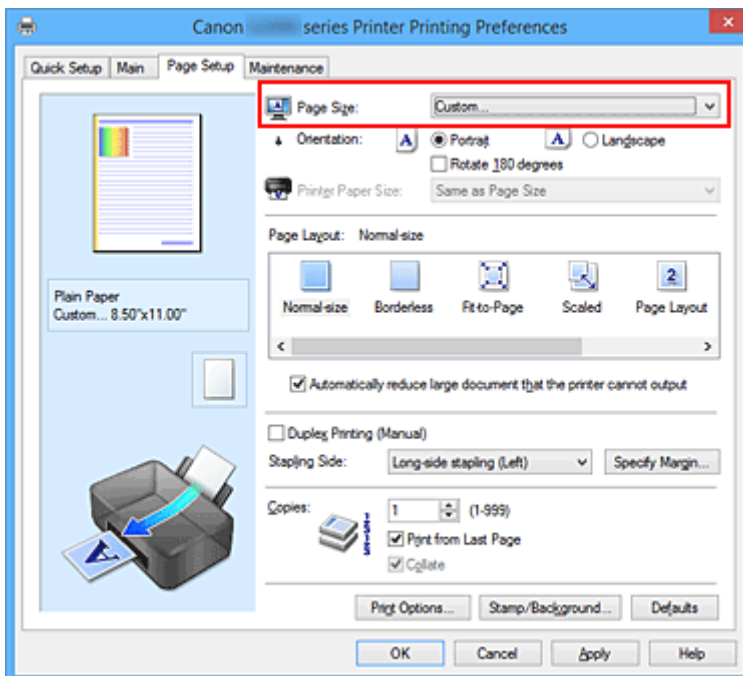 Canon series Printer Printing Preferences
Quick Setup Main Page Setup Maintenance
Page Size: Custom...
Orientation: A Portrait A Landscape
Rotate 180 degrees
Printer Paper Size: Same as Page Size
Page Layout: Normal-size
2
Normal-size Borderless Fit-to-Page Scaled Page Layout
Plain Paper
Custom... 8.50"x11.00"
Automatically reduce large document that the printer cannot output
Duplex Printing (Manual)
Stapling Side: Long-side stapling (Left) Specify Margin...
Copies: 1 (1-999)
Print from Last Page
Collate
A
Print Options... Stamp/Background... Defaults
OK Cancel Apply Help